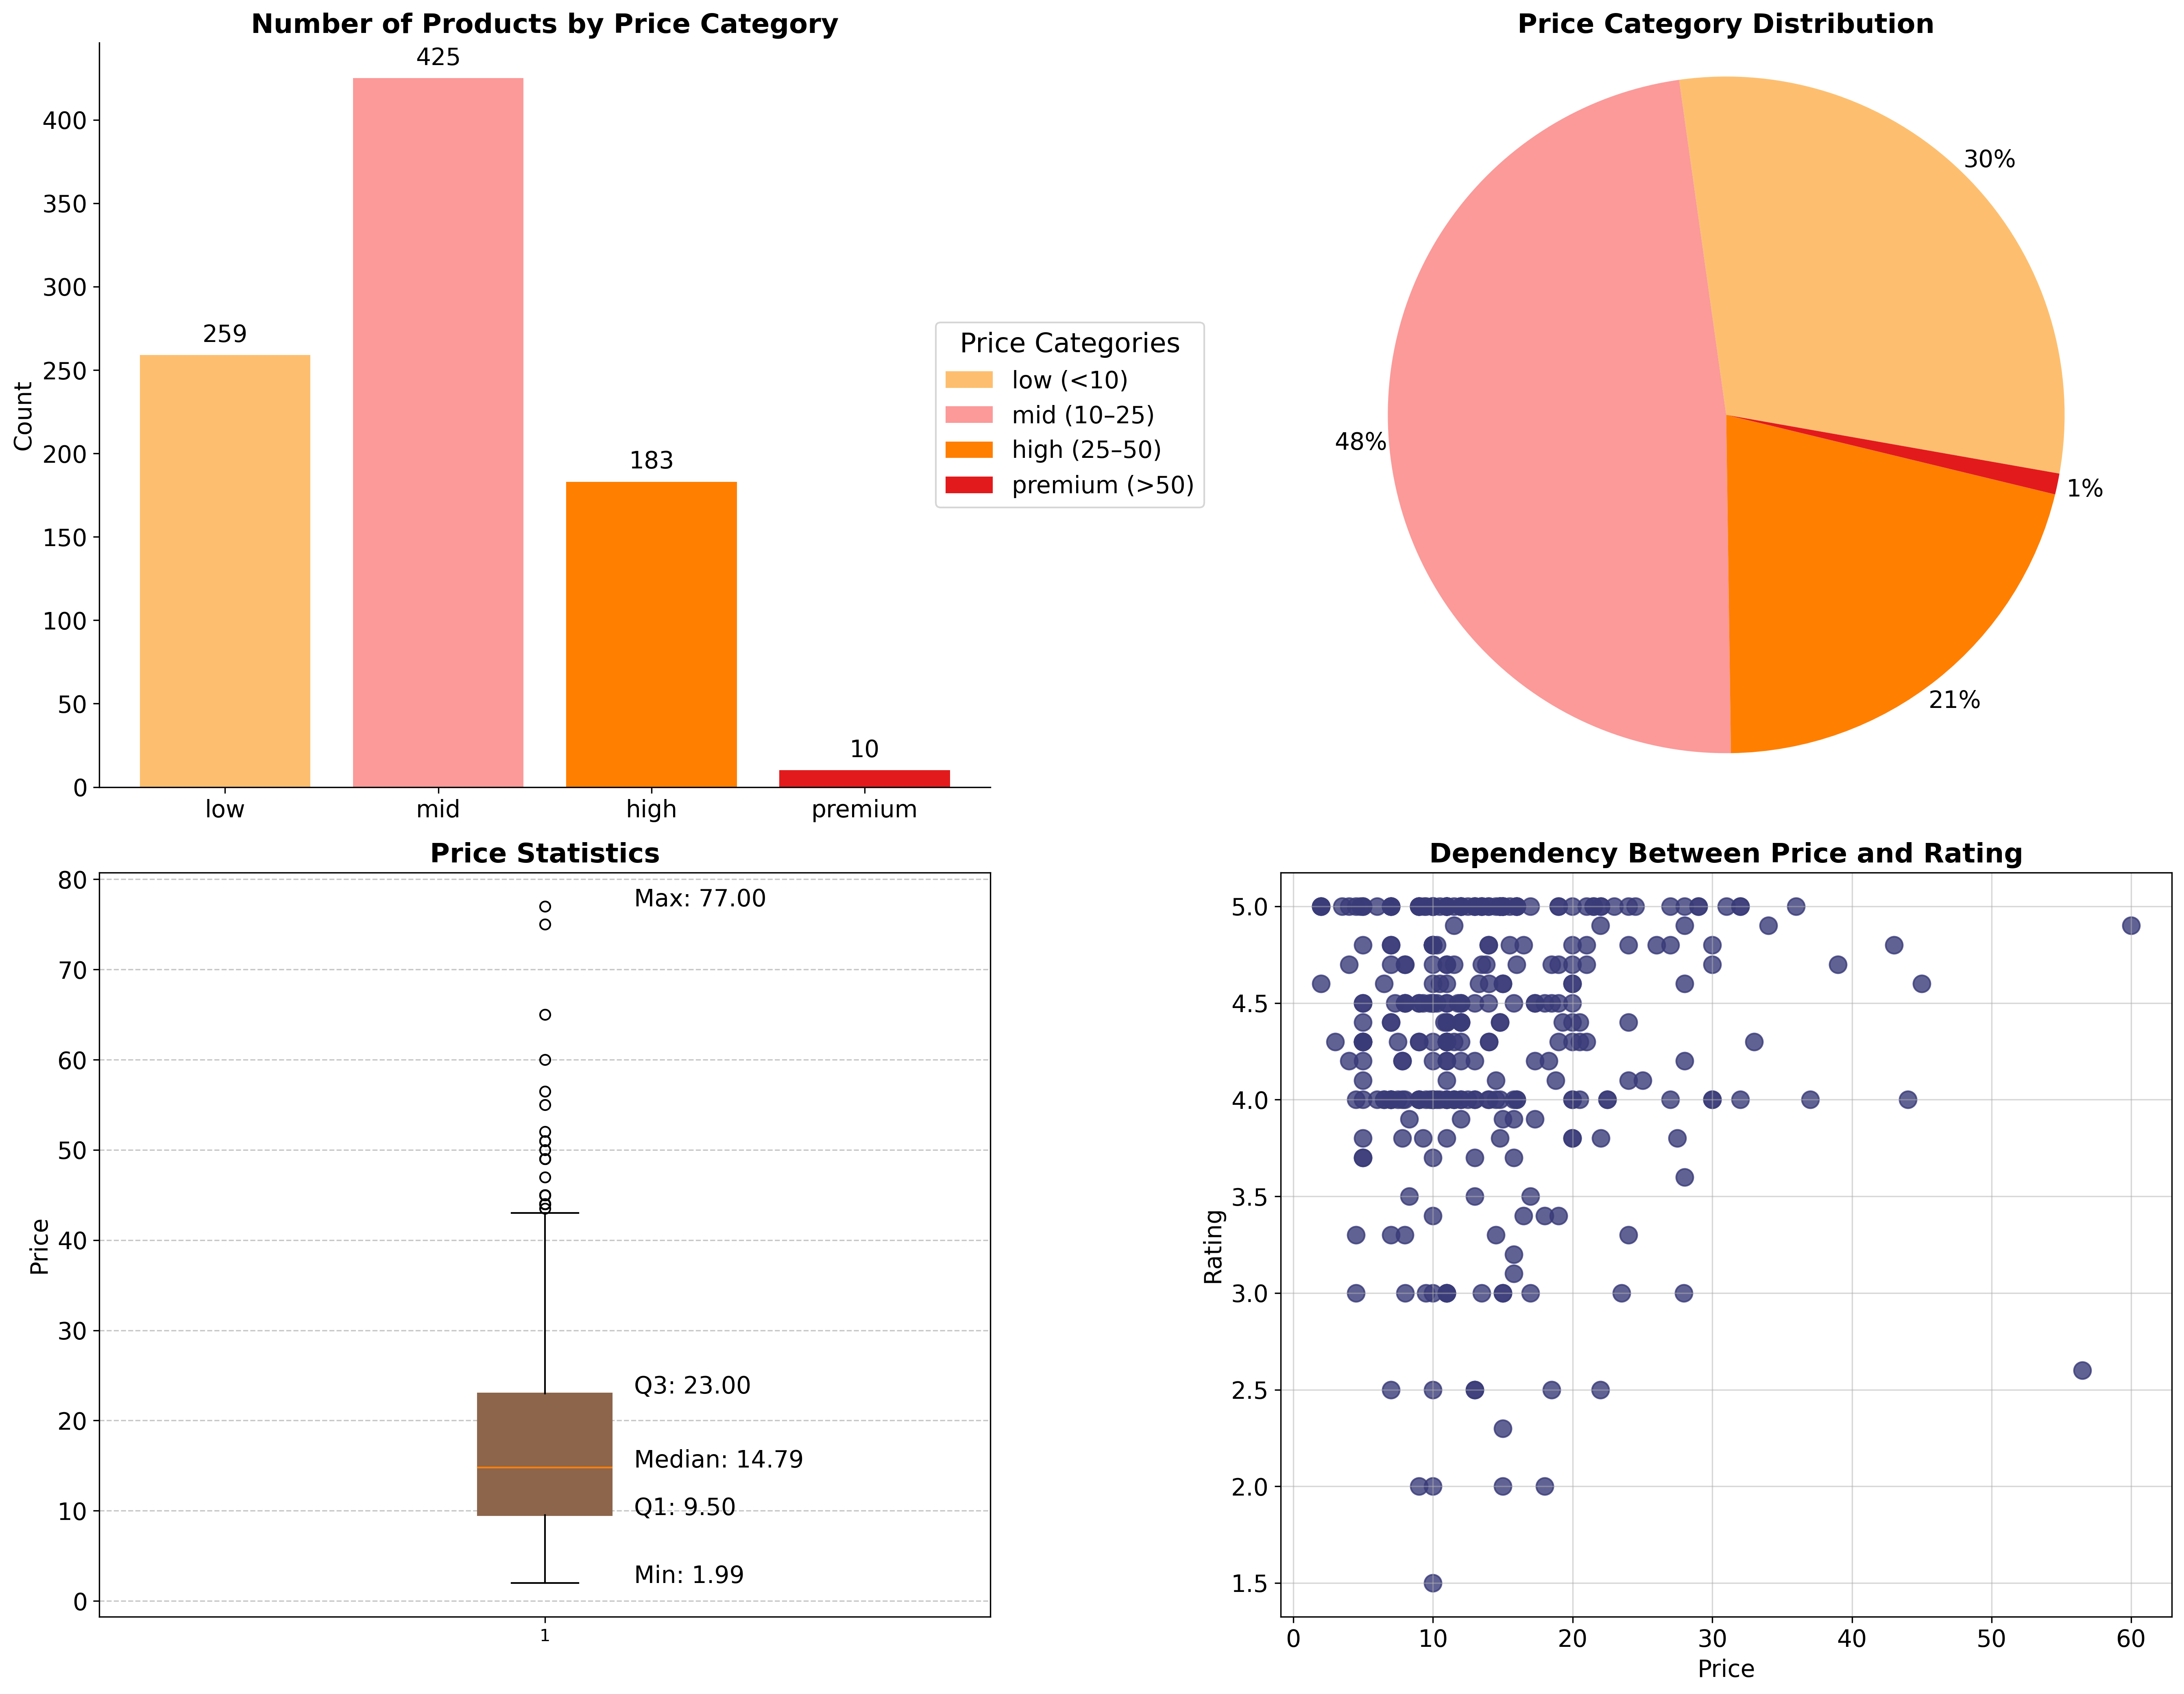 Number of Products by Price Category
425
400
350
300
259
250
Count
200
183
150
100
50
10
0
low
mid
high
premium
Price Categories
low (<10)
mid (10–25)
high (25–50)
premium (>50)
Price Category Distribution
30%
48%
1%
21%
Price Statistics
80
Max: 77.00
70
60
50
40
Price
30
Q3: 23.00
20
Median: 14.79
Q1: 9.50
10
Min: 1.99
0
1
Dependency Between Price and Rating
5.0
4.5
4.0
3.5
Rating
3.0
2.5
2.0
1.5
0 10 20 30 40 50 60
Price